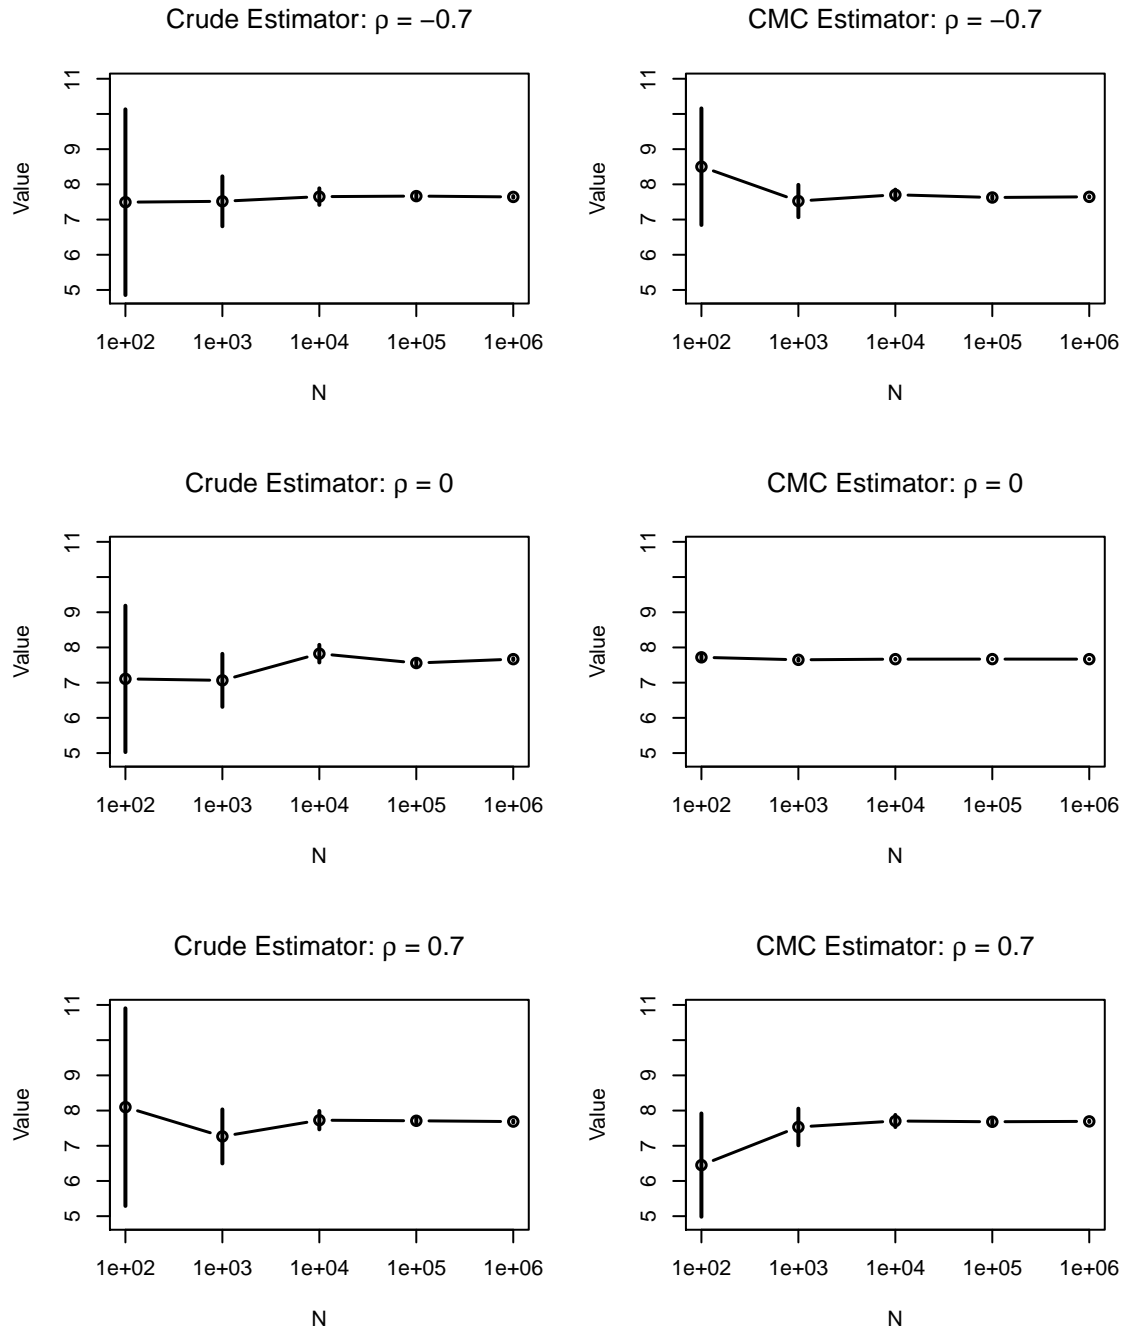 Crude Estimator: ρ = −0.7
Value
11
9
8
7
6
5
1e+02 1e+03 1e+04 1e+05 1e+06
N
CMC Estimator: ρ = −0.7
Value
11
9
8
7
6
5
1e+02 1e+03 1e+04 1e+05 1e+06
N
Crude Estimator: ρ = 0
Value
11
9
8
7
6
5
1e+02 1e+03 1e+04 1e+05 1e+06
N
CMC Estimator: ρ = 0
Value
11
9
8
7
6
5
1e+02 1e+03 1e+04 1e+05 1e+06
N
Crude Estimator: ρ = 0.7
Value
11
9
8
7
6
5
1e+02 1e+03 1e+04 1e+05 1e+06
N
CMC Estimator: ρ = 0.7
Value
11
9
8
7
6
5
1e+02 1e+03 1e+04 1e+05 1e+06
N